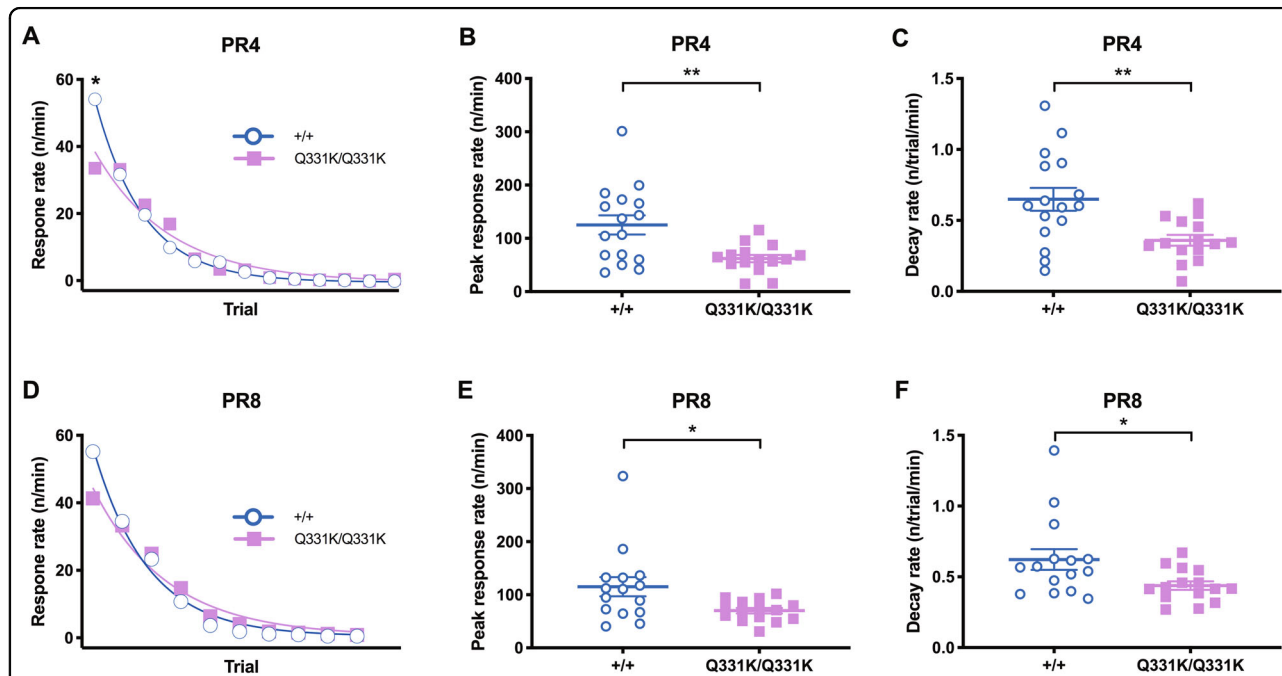 A
PR4
*
60
40
20
0
Respone rate (n/min)
+/+
Q331K/Q331K
Trial
B
PR4
**
400
300
200
100
0
Peak response rate (n/min)
+/+
Q331K/Q331K
C
PR4
**
1.5
1.0
0.5
0.0
Decay rate (n/trial/min)
+/+
Q331K/Q331K
D
PR8
60
40
20
0
Respone rate (n/min)
+/+
Q331K/Q331K
Trial
E
PR8
*
400
300
200
100
0
Peak response rate (n/min)
+/+
Q331K/Q331K
F
PR8
*
1.5
1.0
0.5
0.0
Decay rate (n/trial/min)
+/+
Q331K/Q331K